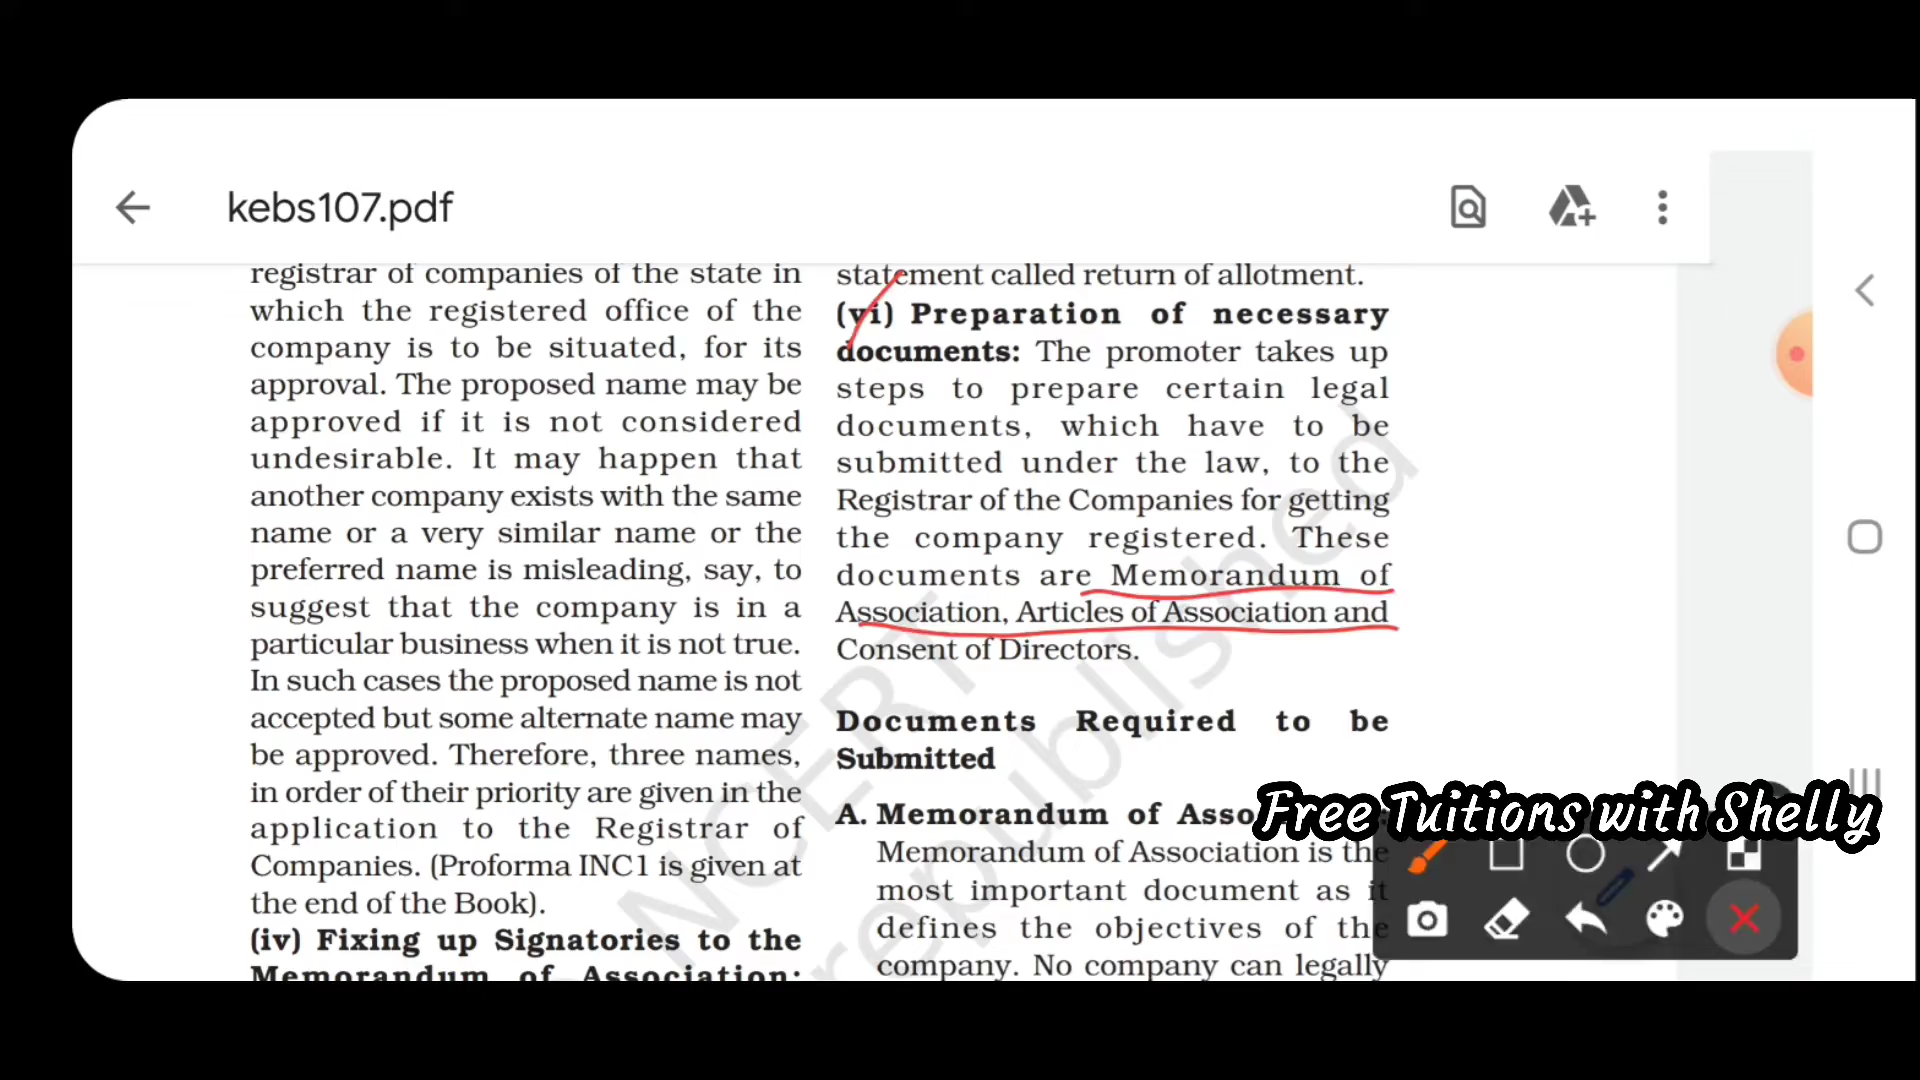 kebs107.pdf
registrar of companies of the state in
which the registered office of the
company is to be situated, for its
approval. The proposed name may be
approved if it is not considered
undesirable. It may happen that
another company exists with the same
name or a very similar name or the
preferred name is misleading, say, to
suggest that the company is in a
particular business when it is not true.
In such cases the proposed name is not
accepted but some alternate name may
be approved. Therefore, three names,
in order of their priority are given in the
application to the Registrar of
Companies. (Proforma INC1 is given at
the end of the Book).
(iv) Fixing up Signatories to the
Memorandum of Association:
statement called return of allotment.
(vi) Preparation of necessary
documents: The promoter takes up
steps to prepare certain legal
documents, which have to be
submitted under the law, to the
Registrar of the Companies for getting
the company registered. These
documents are Memorandum of
Association, Articles of Association and
Consent of Directors.
Documents Required to be
Submitted
A. Memorandum of
Memorandum of Association is the
most important document as it
defines the objectives of the
company. No company can legally
NCERT
republished
Free Tuitions with Shelly